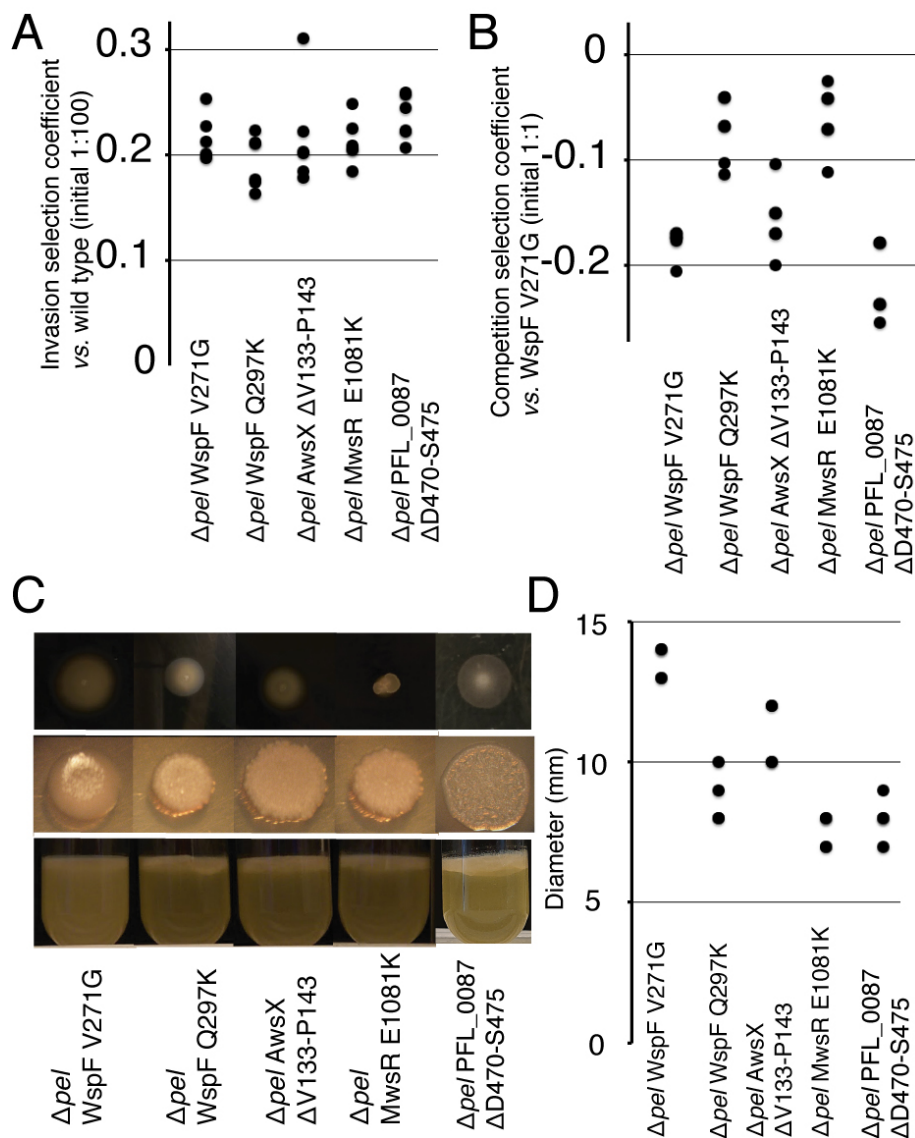 A
Invasion selection coefficient
vs. wild type (initial 1:100)
0.3
0.2
0.1
0
Δpel WspF V271G
Δpel WspF Q297K
Δpel AwsX ΔV133-P143
Δpel MwsR E1081K
Δpel PFL_0087
ΔD470-S475
B
Competition selection coefficient
vs. WspF V271G (initial 1:1)
0
-0.1
-0.2
Δpel WspF V271G
Δpel WspF Q297K
Δpel AwsX ΔV133-P143
Δpel MwsR E1081K
Δpel PFL_0087
ΔD470-S475
C
Δpel
WspF V271G
Δpel
WspF Q297K
Δpel AwsX
ΔV133-P143
Δpel
MwsR E1081K
Δpel PFL_0087
ΔD470-S475
D
Diameter (mm)
15
10
5
0
Δpel WspF V271G
Δpel WspF Q297K
Δpel AwsX
ΔV133-P143
Δpel MwsR E1081K
Δpel PFL_0087
ΔD470-S475